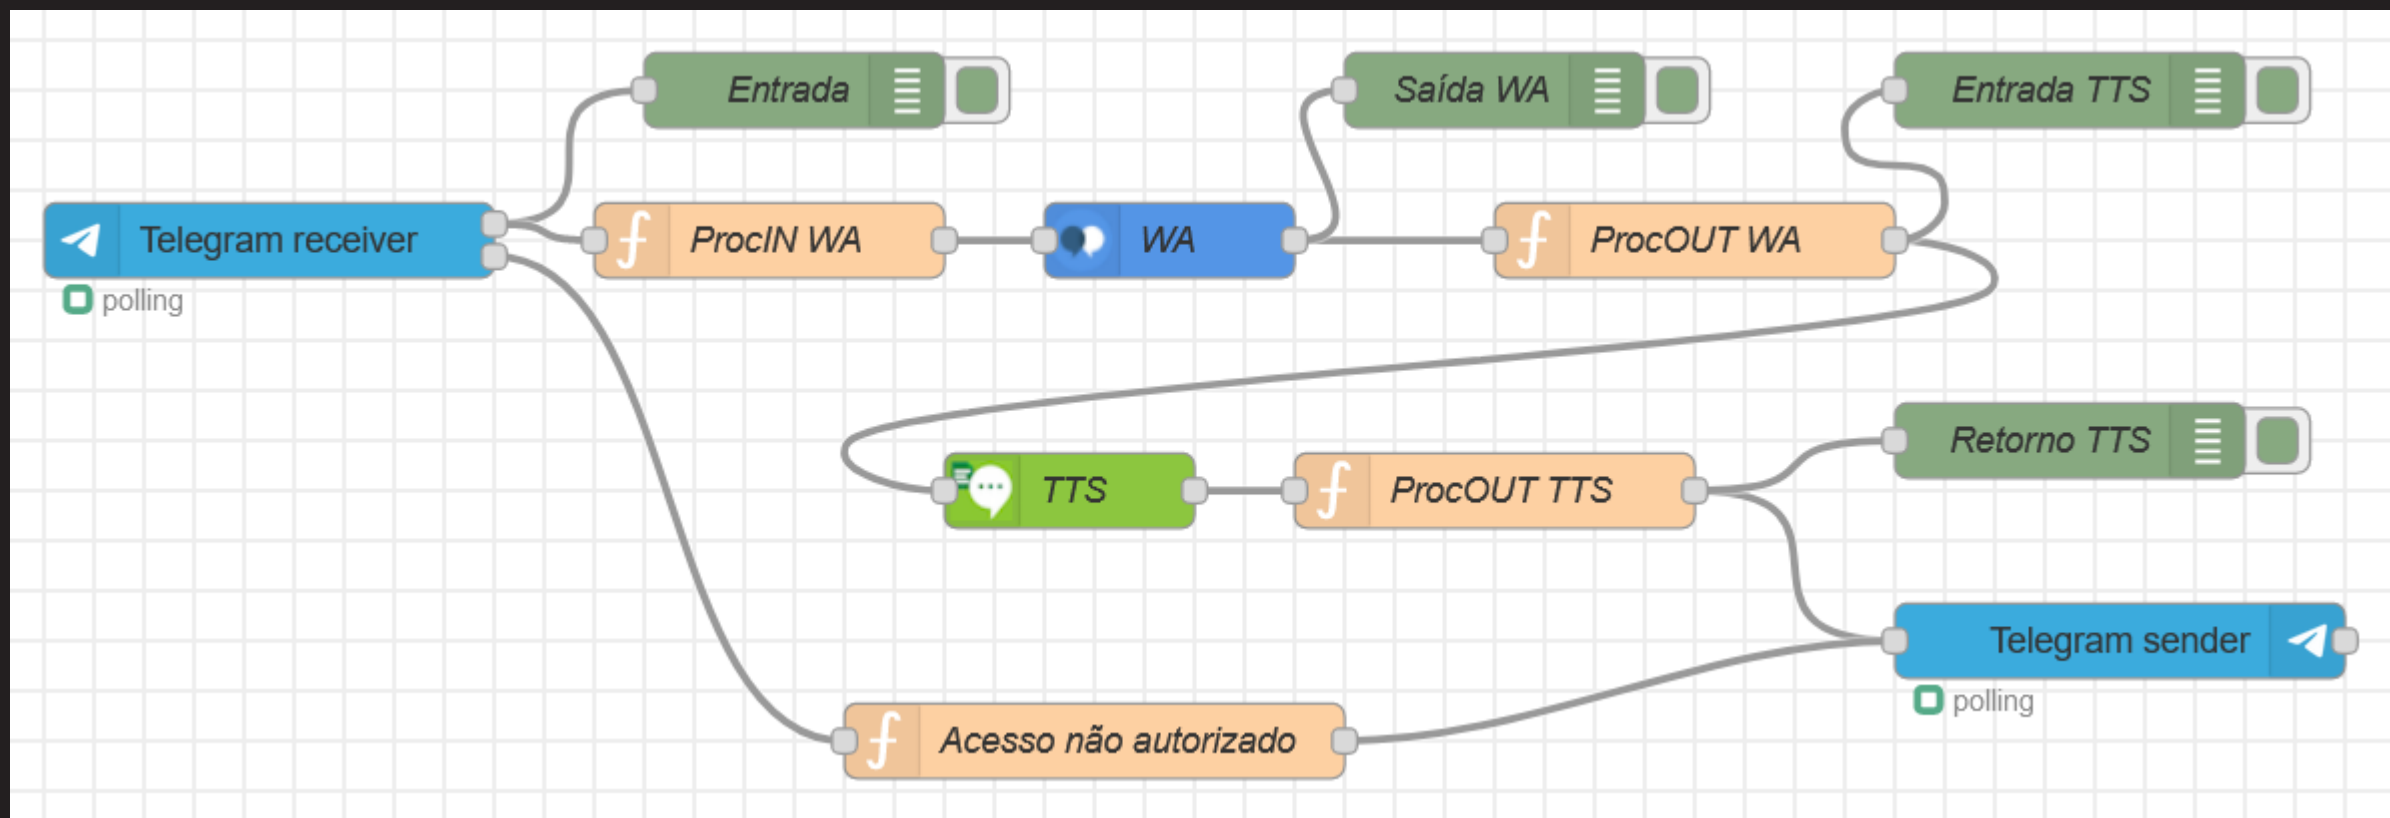 Entrada
Saída WA
Entrada TTS
Telegram receiver
ProcIN WA
WA
ProcOUT WA
polling
Retorno TTS
TTS
ProcOUT TTS
Telegram sender
polling
Acesso não autorizado